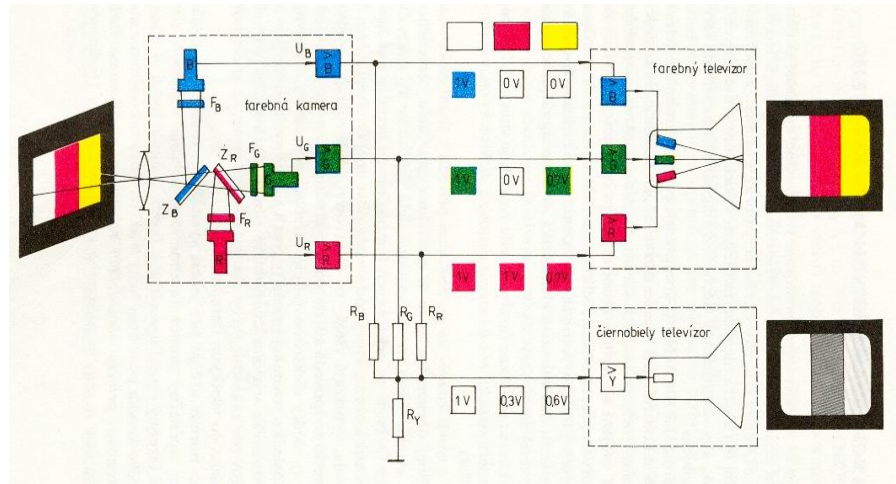 U_B
B
>B
F_B
farebná kamera
farebný televízor
1V
0V
0V
>B
Z_R
F_G
U_G
G
>G
1V
0V
0,7V
>G
Z_B
F_R
R
U_R
>R
>R
1V
1V
0,7V
R_B
R_G
R_R
čiernobiely televízor
>Y
1V
0,3V
0,6V
R_Y